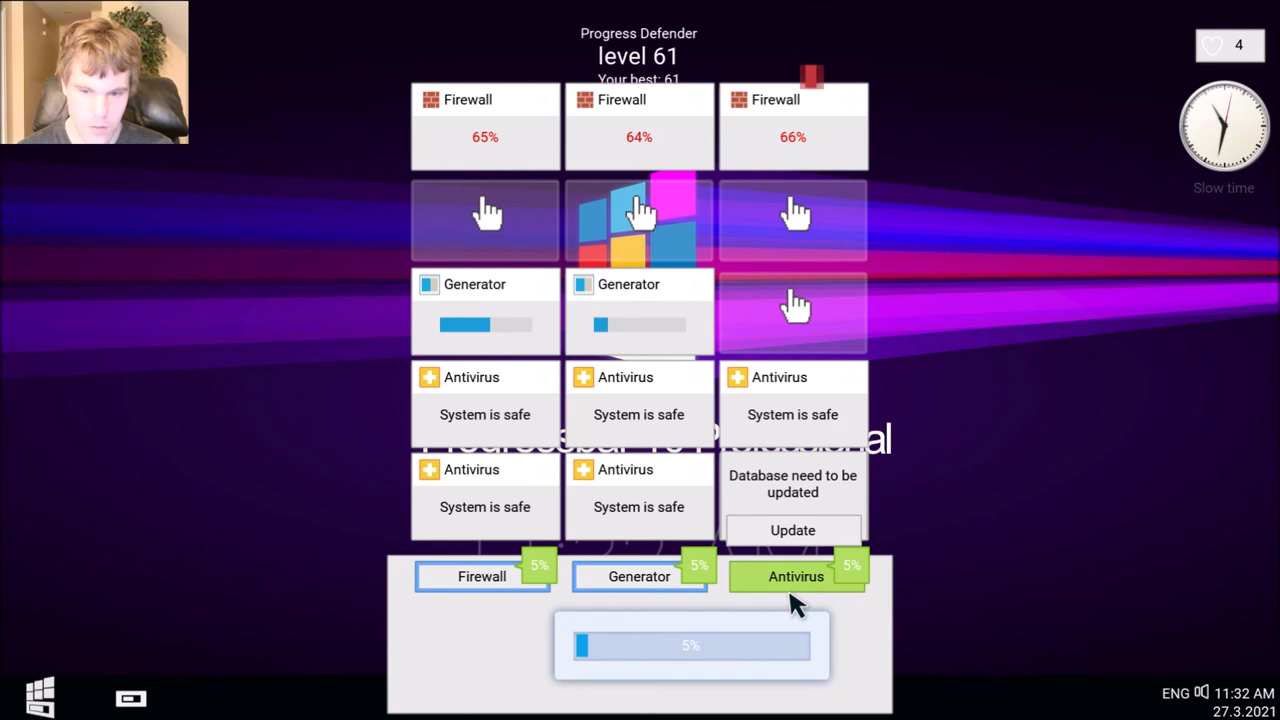 Progress Defender
level 61
Your best: 61
4
Slow time
Firewall
65%
Firewall
64%
Firewall
66%
Generator
Generator
Antivirus
System is safe
Antivirus
System is safe
Antivirus
System is safe
Antivirus
System is safe
Antivirus
System is safe
Database need to be
updated
Update
Firewall
5%
Generator
5%
Antivirus
5%
5%
ENG
11:32 AM
27.3.2021